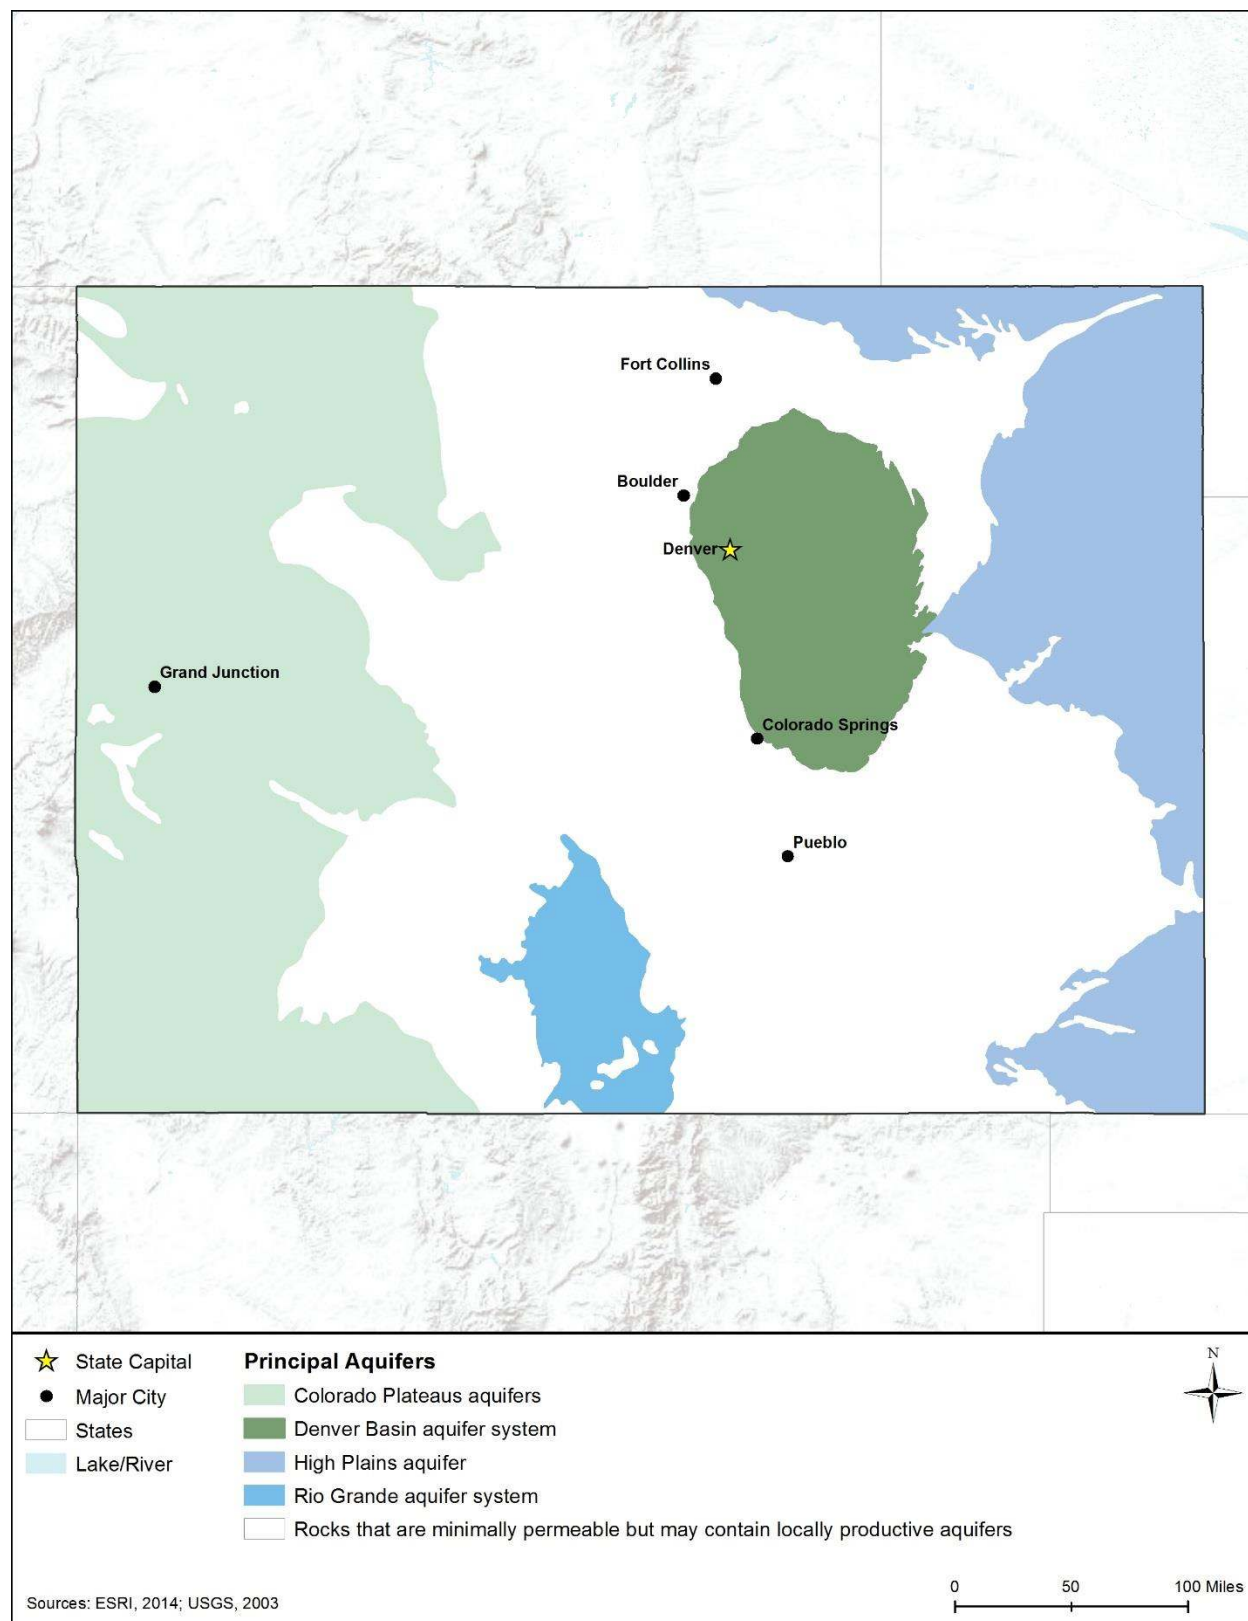 Fort Collins
Boulder
Denver
Grand Junction
Colorado Springs
Pueblo
State Capital
Major City
States
Lake/River
Principal Aquifers
Colorado Plateaus aquifers
Denver Basin aquifer system
High Plains aquifer
Rio Grande aquifer system
Rocks that are minimally permeable but may contain locally productive aquifers
N
Sources: ESRI, 2014; USGS, 2003
0 50 100 Miles